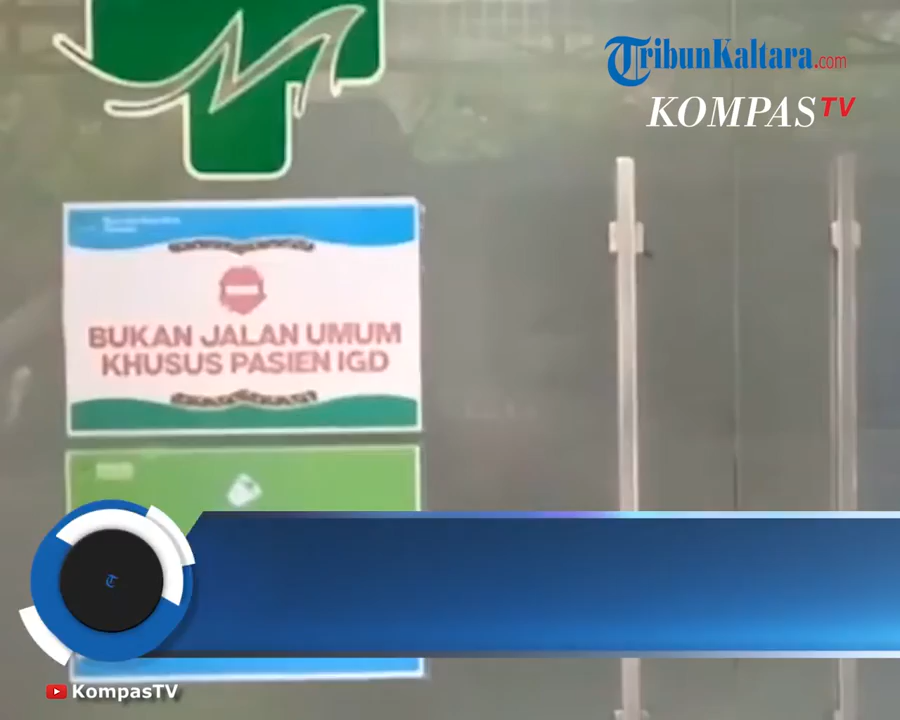 TribunKaltara.com
KOMPAS TV
BUKAN JALAN UMUM
KHUSUS PASIEN IGD
KompasTV